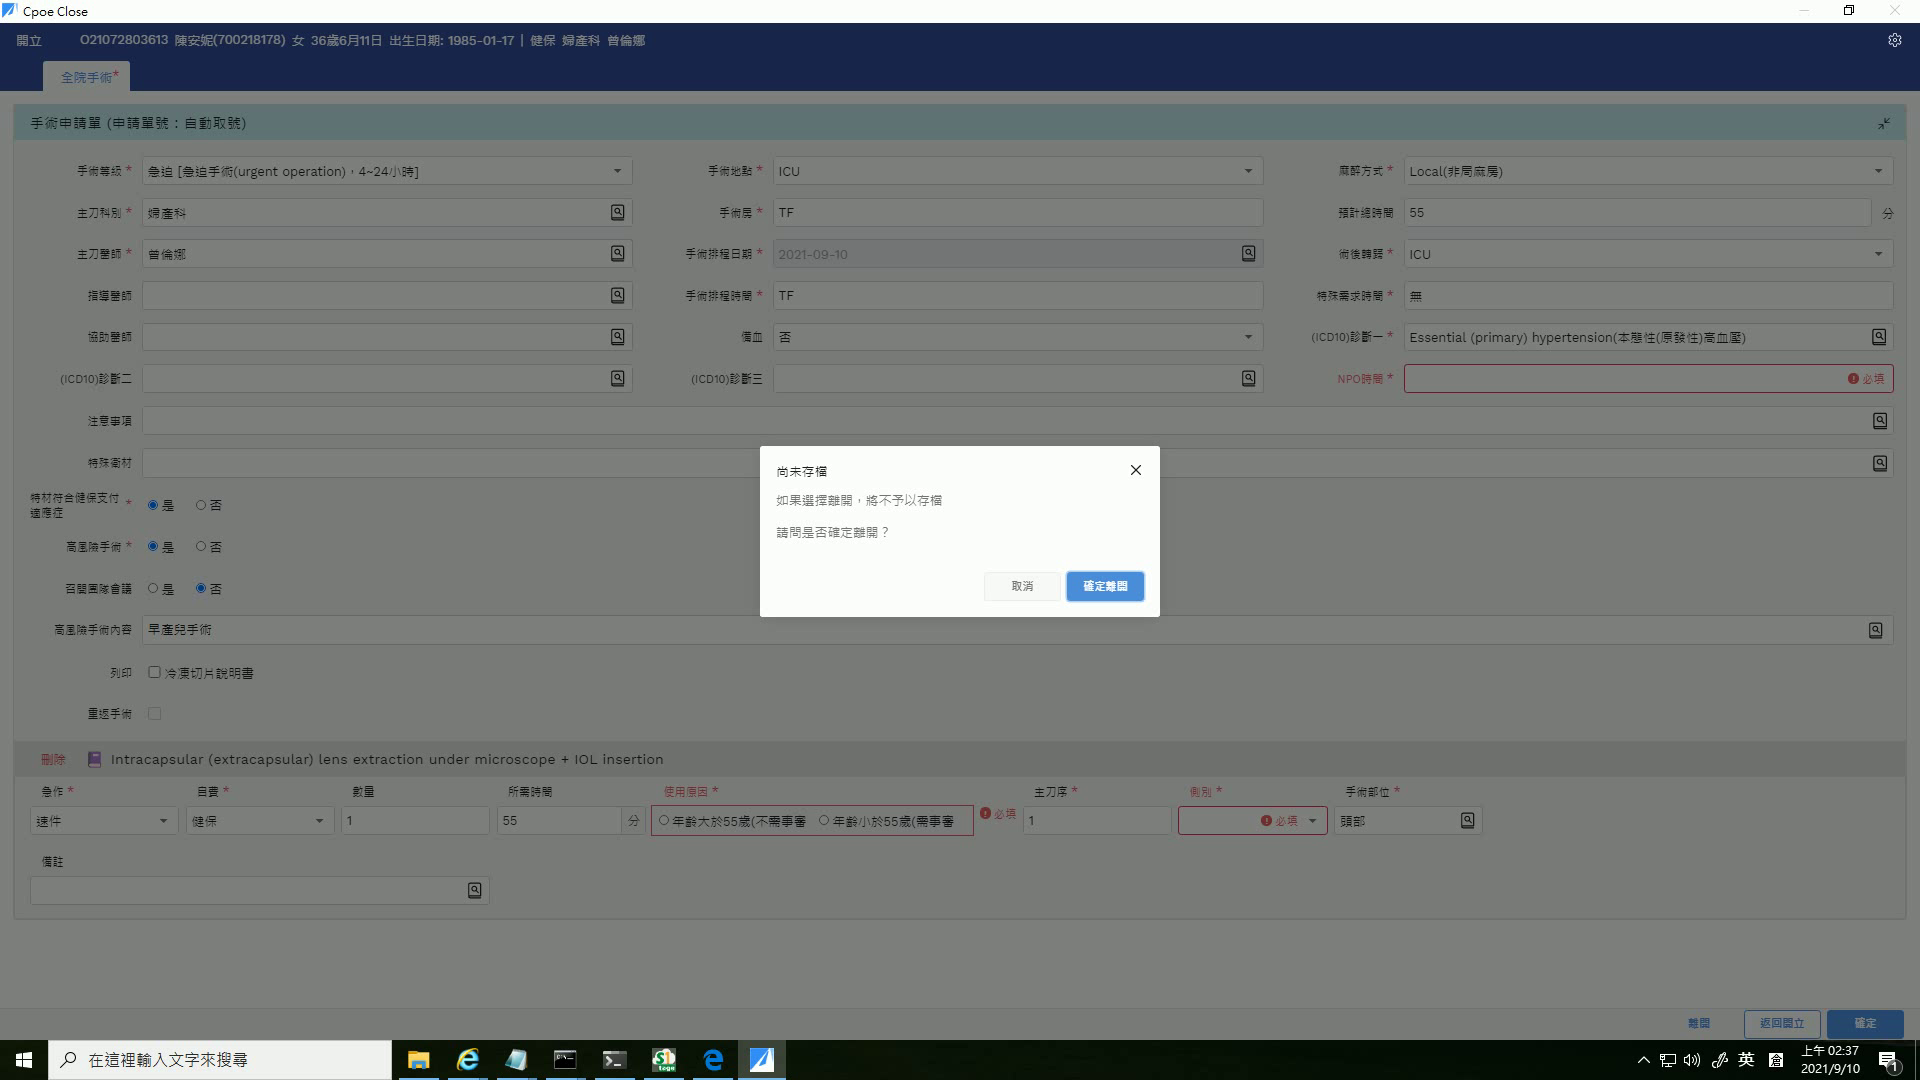 Cpoe Close
開立 O21072803613 陳安妮(700218178) 女 36歲6月11日 出生日期: 1985-01-17 | 健保 婦產科 曾倫娜
全院手術*
手術申請單 (申請單號：自動取號)
手術等級 * 急迫 [急迫手術(urgent operation)，4~24小時] 手術地點 * ICU 麻醉方式 * Local(非局麻房)
主刀科別 * 婦產科 手術房 * TF 預計總時間 55 分
主刀醫師 * 曾倫娜 手術排程日期 * 2021-09-10 術後轉歸 * ICU
指導醫師 手術排程時間 * TF 特殊需求時間 * 無
協助醫師 備血 否 (ICD10)診斷一 * Essential (primary) hypertension(本態性(原發性)高血壓)
(ICD10)診斷二 (ICD10)診斷三 NPO時間 * 必填
注意事項
特殊衛材
特材符合健保支付適應症 * 是 否
高風險手術 * 是 否
召開團隊會議 是 否
高風險手術內容 早產兒手術
列印 冷凍切片說明書
重返手術
尚未存檔
如果選擇離開，將不予以存檔
請問是否確定離開？
取消 確定離開
刪除 Intracapsular (extracapsular) lens extraction under microscope + IOL insertion
急作 * 自費 * 數量 所需時間 使用原因 * 主刀序 * 側別 * 手術部位 *
速件 健保 1 55 分 年齡大於55歲(不需事審 年齡小於55歲(需事審 必填 1 必填 頭部
備註
離開 返回開立 確定
在這裡輸入文字來搜尋
英 上午 02:37
2021/9/10
1